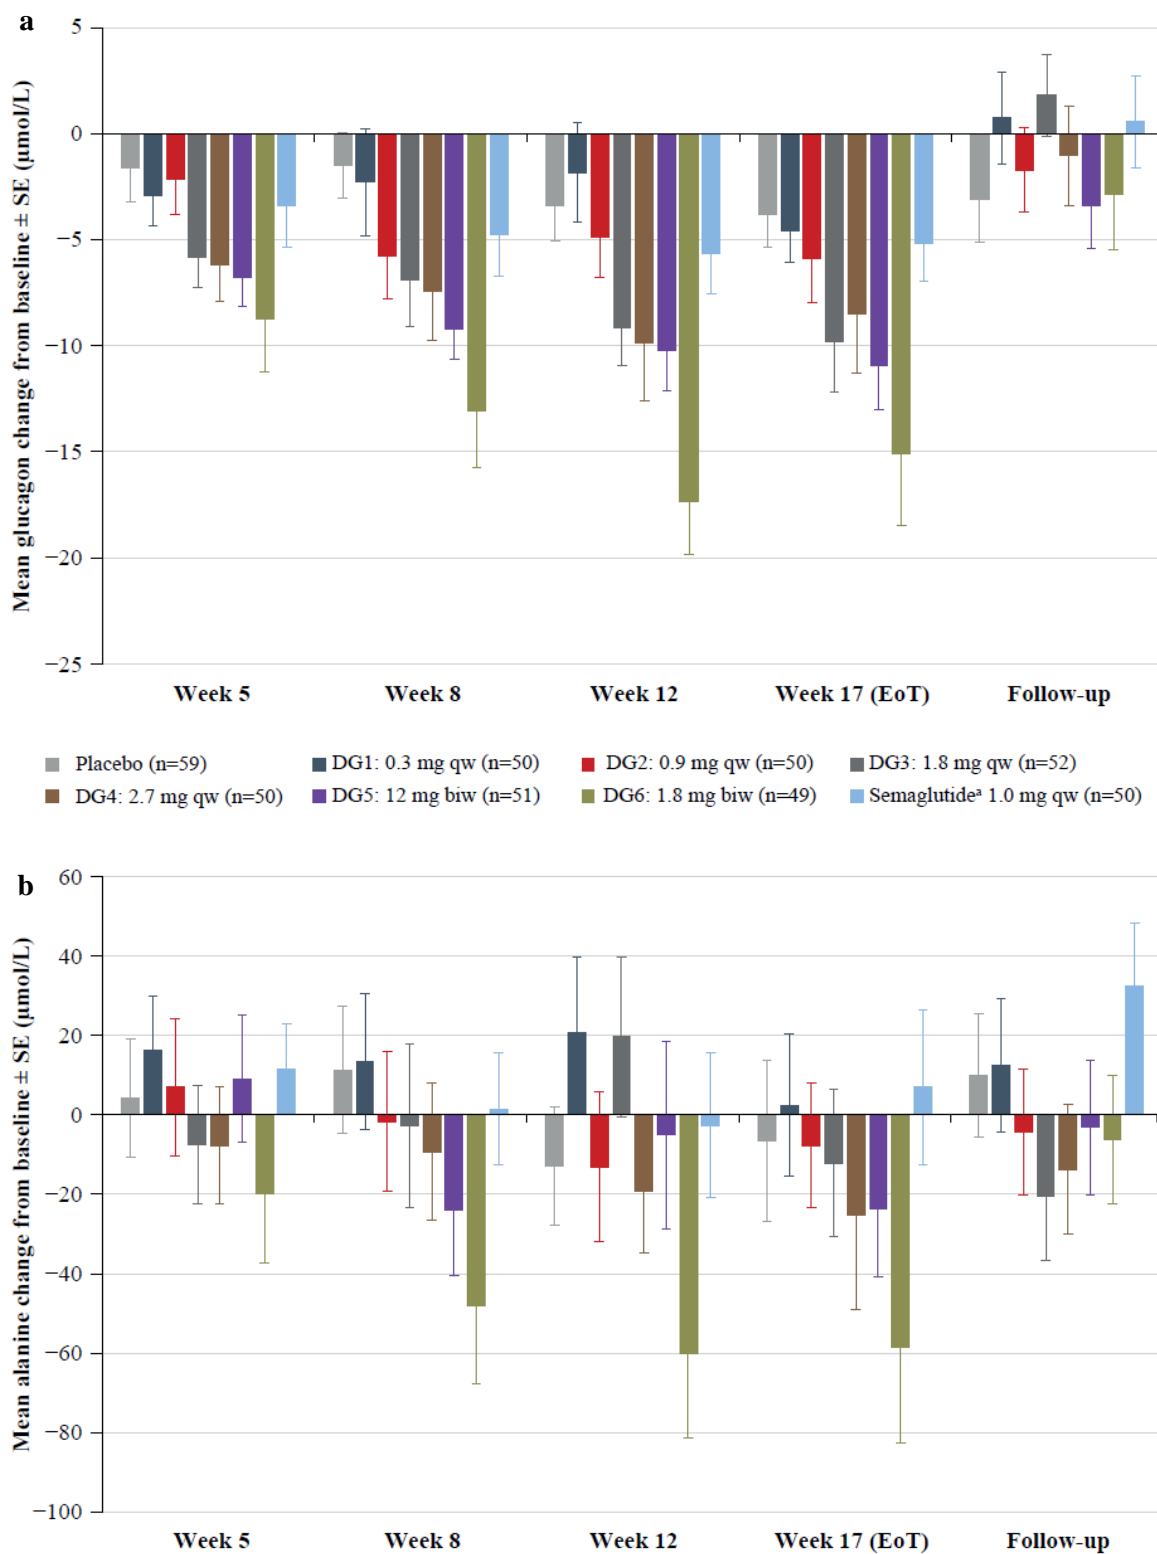 a
Mean glucagon change from baseline ± SE (µmol/L)
5
0
−5
−10
−15
−20
−25
Week 5 Week 8 Week 12 Week 17 (EoT) Follow-up
Placebo (n=59) DG1: 0.3 mg qw (n=50) DG2: 0.9 mg qw (n=50) DG3: 1.8 mg qw (n=52)
DG4: 2.7 mg qw (n=50) DG5: 12 mg biw (n=51) DG6: 1.8 mg biw (n=49) Semaglutideᵃ 1.0 mg qw (n=50)
b
Mean alanine change from baseline ± SE (µmol/L)
60
40
20
0
−20
−40
−60
−80
−100
Week 5 Week 8 Week 12 Week 17 (EoT) Follow-up